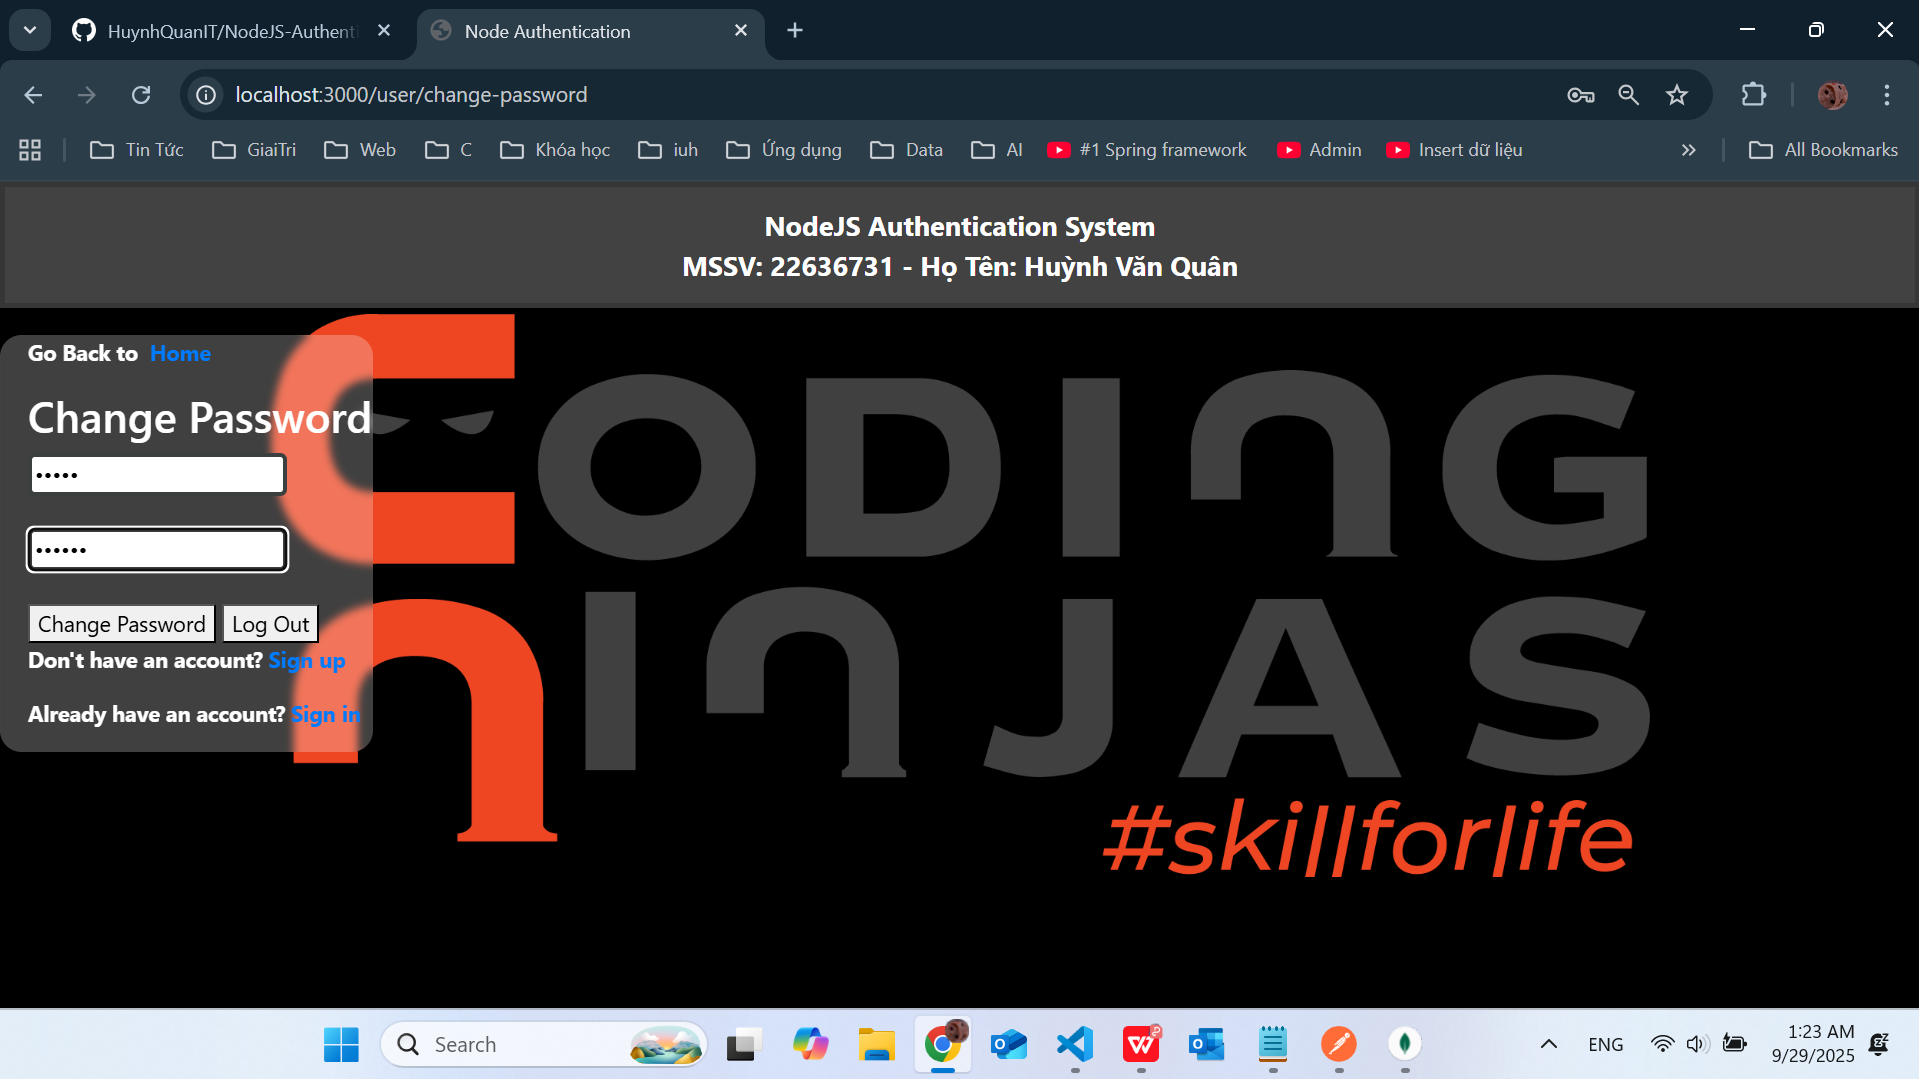 HuynhQuanIT/NodeJS-Authenti
Node Authentication
localhost:3000/user/change-password
Tin Tức
GiaiTri
Web
C
Khóa học
iuh
Ứng dụng
Data
AI
#1 Spring framework
Admin
Insert dữ liệu
All Bookmarks
NodeJS Authentication System
MSSV: 22636731 - Họ Tên: Huỳnh Văn Quân
Go Back to Home
Change Password
•••••
••••••
Change Password Log Out
Don't have an account? Sign up
Already have an account? Sign in
CODING
NINJAS
#skillforlife
Search
ENG
1:23 AM
9/29/2025